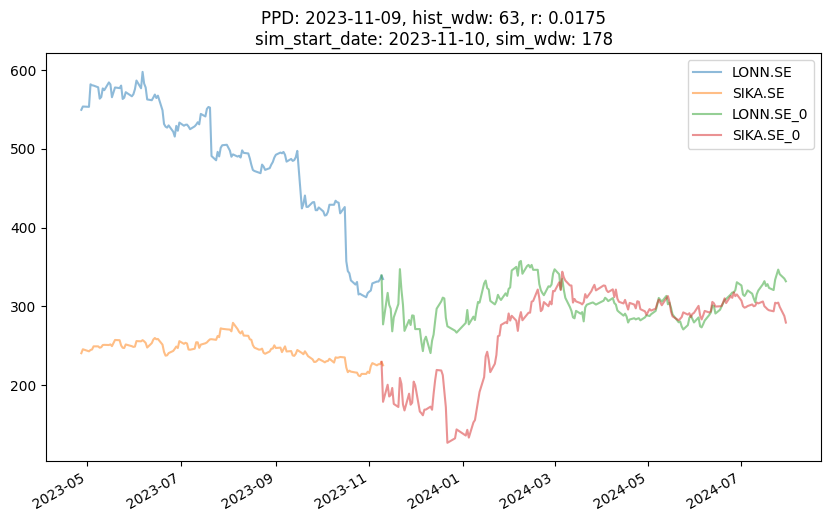 PPD: 2023-11-09, hist_wdw: 63, r: 0.0175
sim_start_date: 2023-11-10, sim_wdw: 178
LONN.SE
SIKA.SE
LONN.SE_0
SIKA.SE_0
600
500
400
300
200
2023-05
2023-07
2023-09
2023-11
2024-01
2024-03
2024-05
2024-07